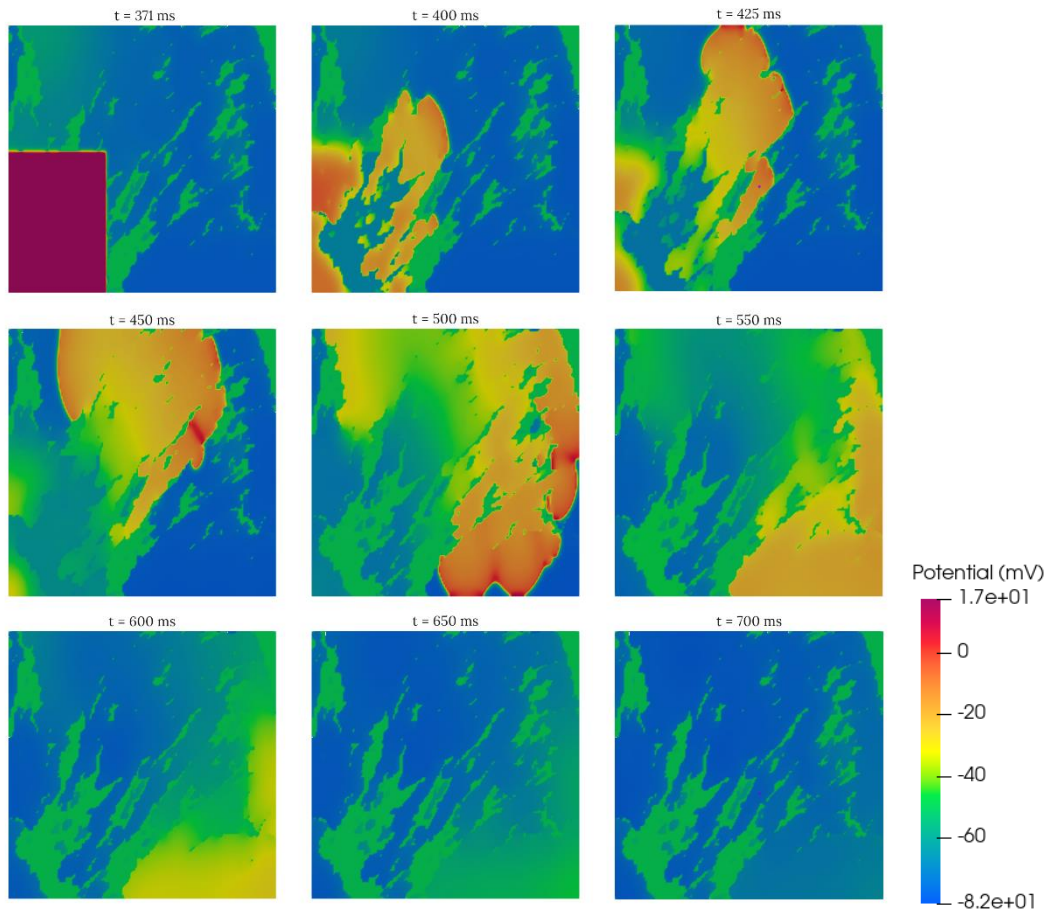 t = 371 ms
t = 400 ms
t = 425 ms
t = 450 ms
t = 500 ms
t = 550 ms
t = 600 ms
t = 650 ms
t = 700 ms
Potential (mV)
1.7e+01
0
-20
-40
-60
-8.2e+01